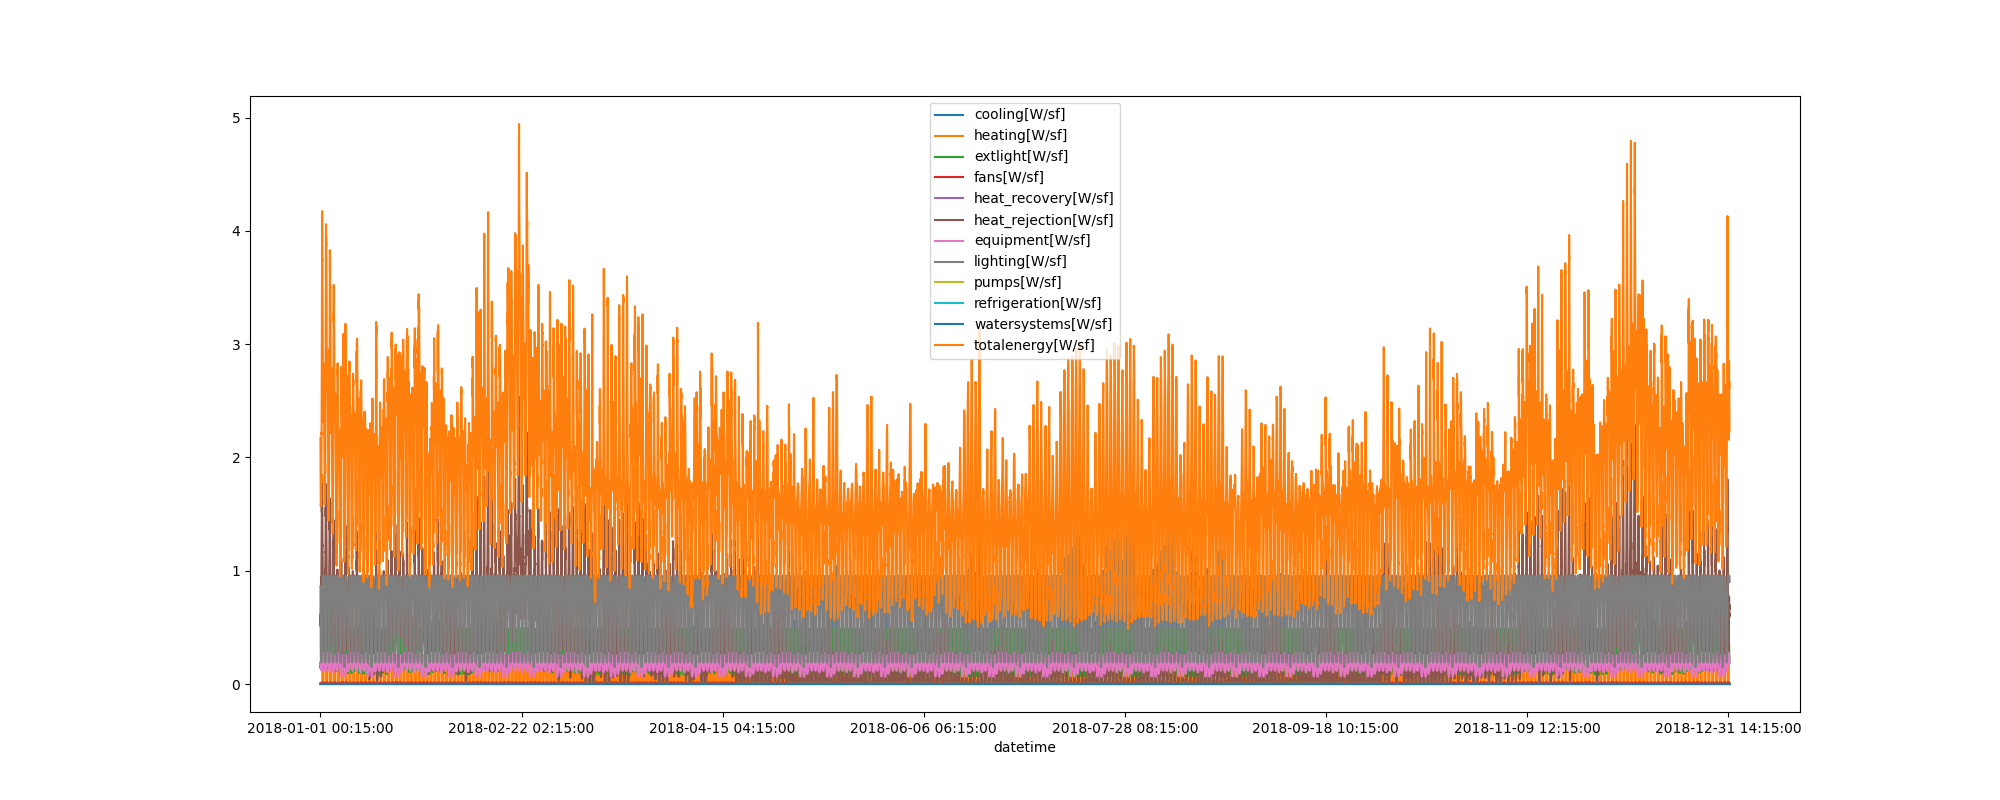 5
4
3
2
1
0
cooling[W/sf]
heating[W/sf]
extlight[W/sf]
fans[W/sf]
heat_recovery[W/sf]
heat_rejection[W/sf]
equipment[W/sf]
lighting[W/sf]
pumps[W/sf]
refrigeration[W/sf]
watersystems[W/sf]
totalenergy[W/sf]
2018-01-01 00:15:00 2018-02-22 02:15:00 2018-04-15 04:15:00 2018-06-06 06:15:00 2018-07-28 08:15:00 2018-09-18 10:15:00 2018-11-09 12:15:00 2018-12-31 14:15:00
datetime